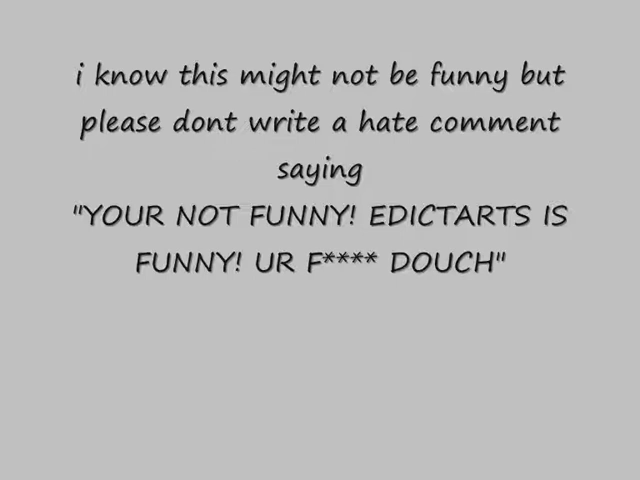 i know this might not be funny but
please dont write a hate comment
saying
"YOUR NOT FUNNY! EDICTARTS IS
FUNNY! UR F**** DOUCH"